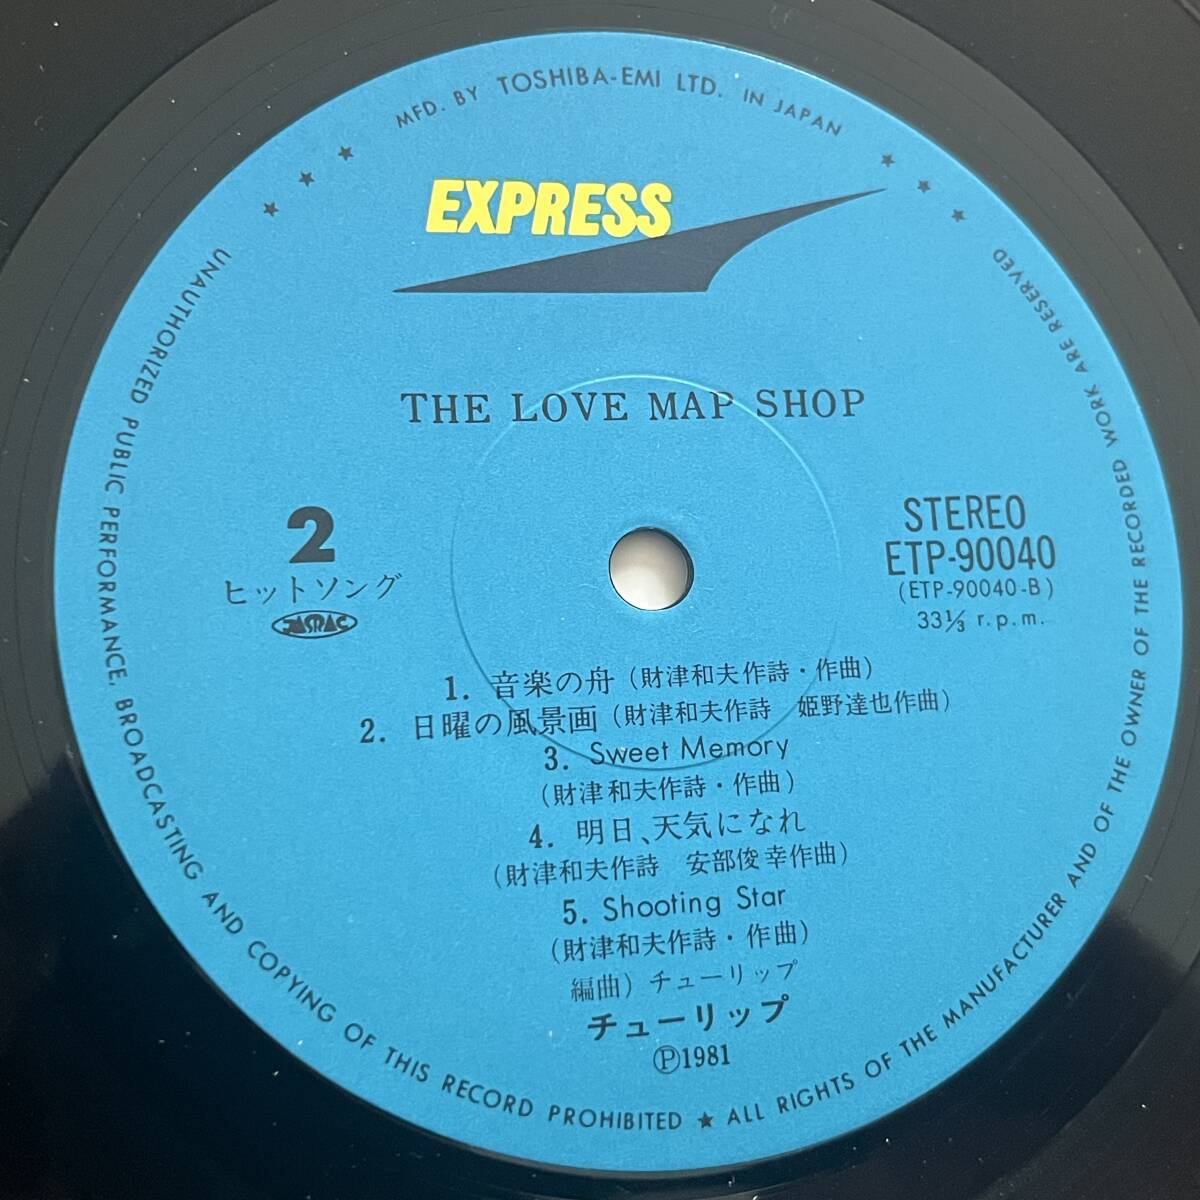 MFD. BY TOSHIBA-EMI LTD. IN JAPAN
EXPRESS
THE LOVE MAP SHOP
2
ヒットソング
JASRAC
STEREO
ETP-90040
(ETP-90040-B)
33⅓ r.p.m.
1. 音楽の舟 (財津和夫作詩・作曲)
2. 日曜の風景画 (財津和夫作詩 姫野達也作曲)
3. Sweet Memory
(財津和夫作詩・作曲)
4. 明日、天気になれ
(財津和夫作詩 安部俊幸作曲)
5. Shooting Star
(財津和夫作詩・作曲)
編曲) チューリップ
チューリップ
Ⓟ1981
UNAUTHORIZED PUBLIC PERFORMANCE, BROADCASTING AND COPYING OF THIS RECORD PROHIBITED ★ ALL RIGHTS OF THE MANUFACTURER AND OF THE OWNER OF THE RECORDED WORK ARE RESERVED